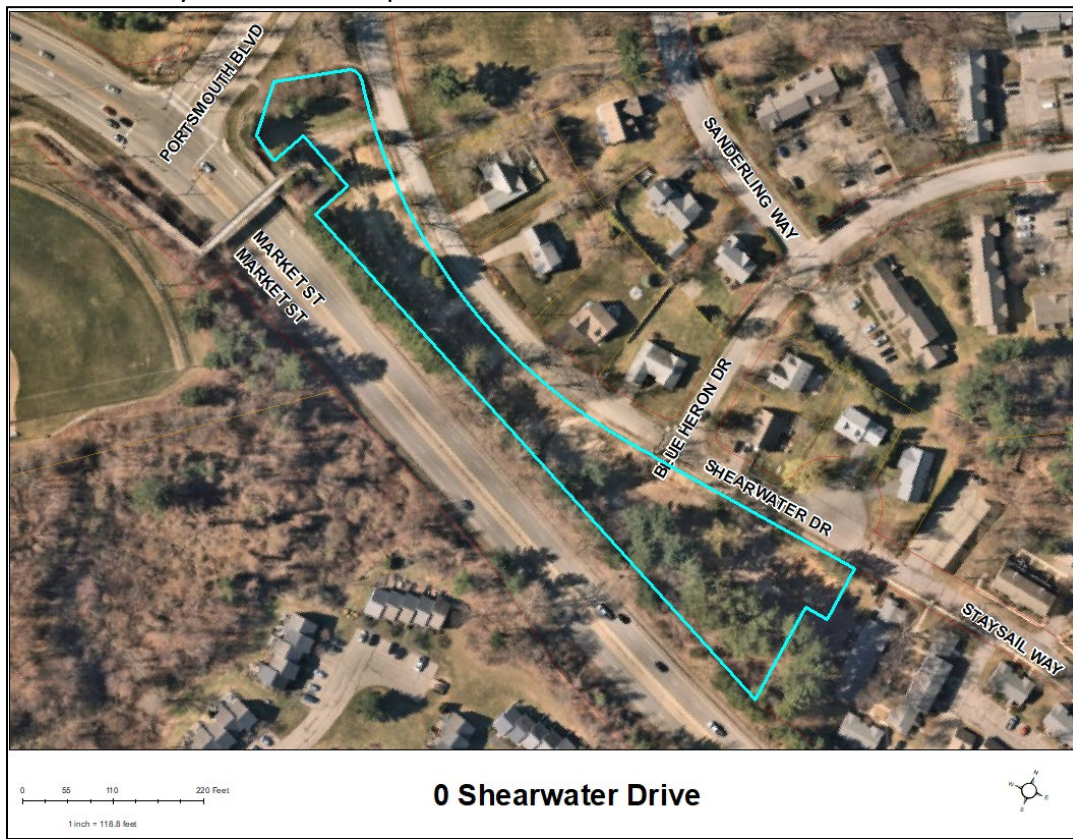 PORTSMOUTH BLVD
SANDERLING WAY
MARKET ST
MARKET ST
BLUE HERON DR
SHEARWATER DR
STAYSAIL WAY
0 55 110 220 Feet
1 inch = 118.8 feet
0 Shearwater Drive
N
W
E
S